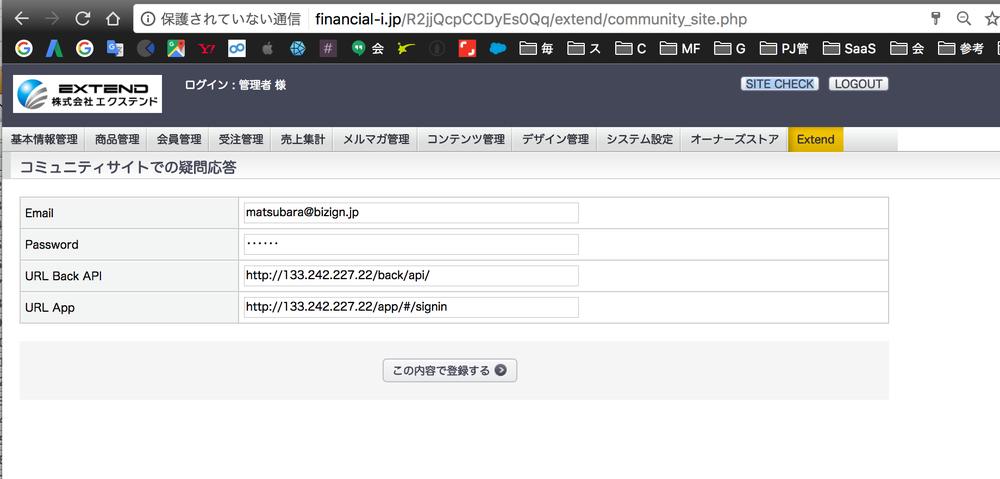 保護されていない通信 financial-i.jp/R2jjQcpCCDyEs0Qq/extend/community_site.php
会 毎 ス C MF G PJ管 SaaS 会 参考
EXTEND
株式会社 エクステンド
ログイン : 管理者 様
SITE CHECK LOGOUT
基本情報管理 商品管理 会員管理 受注管理 売上集計 メルマガ管理 コンテンツ管理 デザイン管理 システム設定 オーナーズストア Extend
コミュニティサイトでの疑問応答
Email matsubara@bizign.jp
Password ······
URL Back API http://133.242.227.22/back/api/
URL App http://133.242.227.22/app/#/signin
この内容で登録する